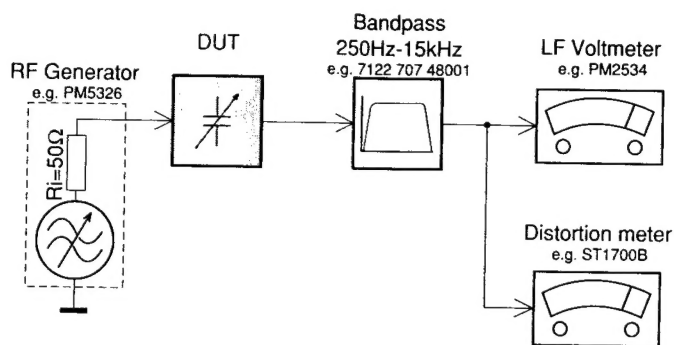 RF Generator
e.g. PM5326
Ri=50Ω
DUT
Bandpass
250Hz-15kHz
e.g. 7122 707 48001
LF Voltmeter
e.g. PM2534
Distortion meter
e.g. ST1700B